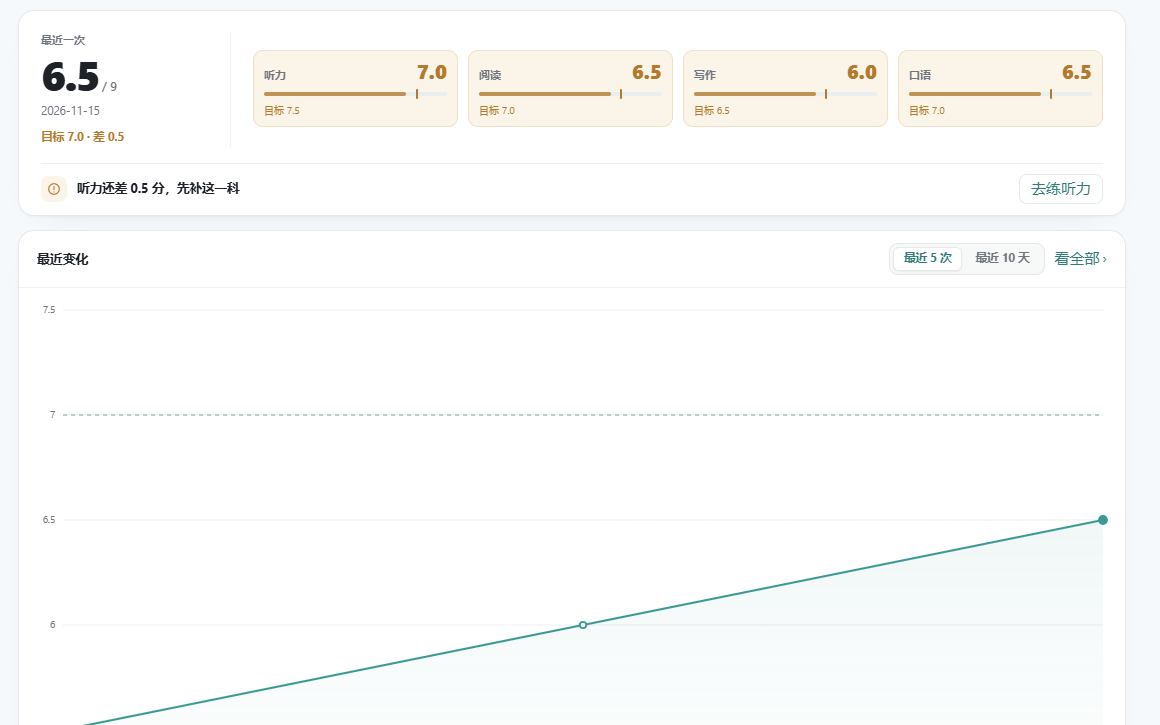 最近一次
6.5 / 9
2026-11-15
目标 7.0 · 差 0.5
听力 7.0
目标 7.5
阅读 6.5
目标 7.0
写作 6.0
目标 6.5
口语 6.5
目标 7.0
听力还差 0.5 分，先补这一科
去练听力
最近变化
最近 5 次 最近 10 天 看全部 ›
7.5
7
6.5
6